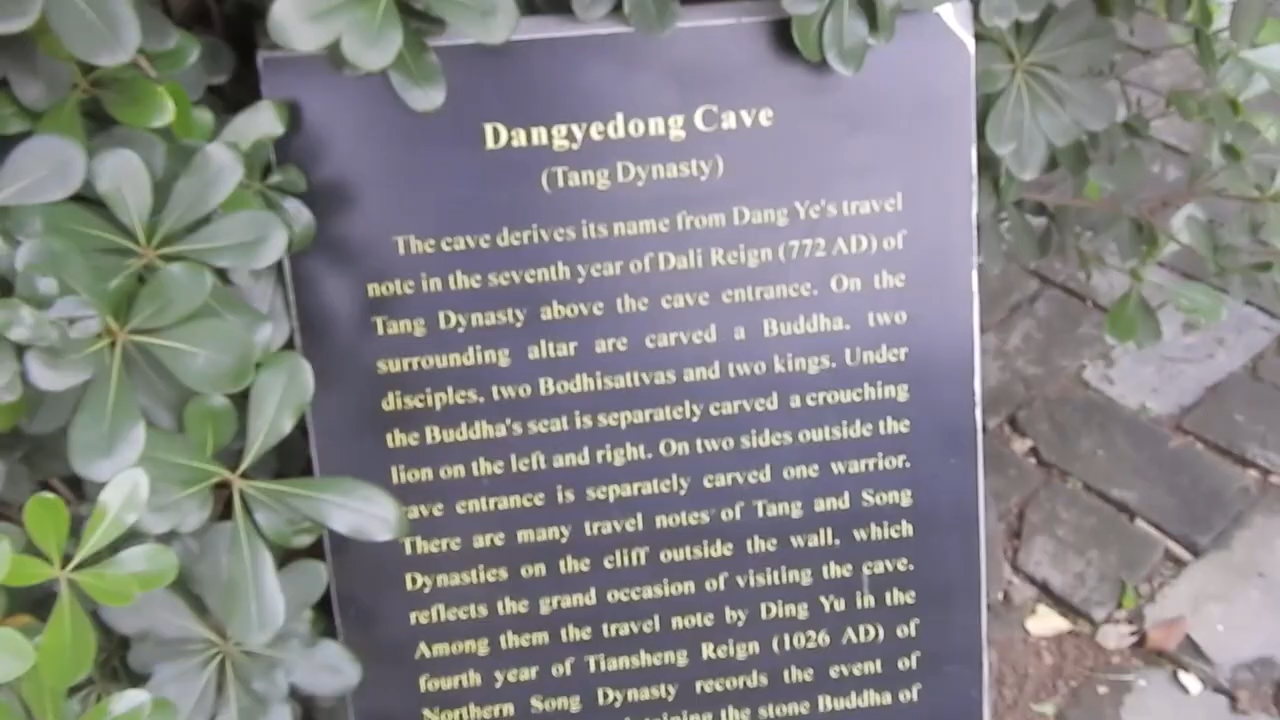 Dangyedong Cave
(Tang Dynasty)
The cave derives its name from Dang Ye's travel
note in the seventh year of Dali Reign (772 AD) of
Tang Dynasty above the cave entrance. On the
surrounding altar are carved a Buddha. two
disciples. two Bodhisattvas and two kings. Under
the Buddha's seat is separately carved a crouching
lion on the left and right. On two sides outside the
ave entrance is separately carved one warrior.
There are many travel notes of Tang and Song
Dynasties on the cliff outside the wall, which
reflects the grand occasion of visiting the cave.
Among them the travel note by Ding Yu in the
fourth year of Tiansheng Reign (1026 AD) of
Northern Song Dynasty records the event of
the stone Buddha of